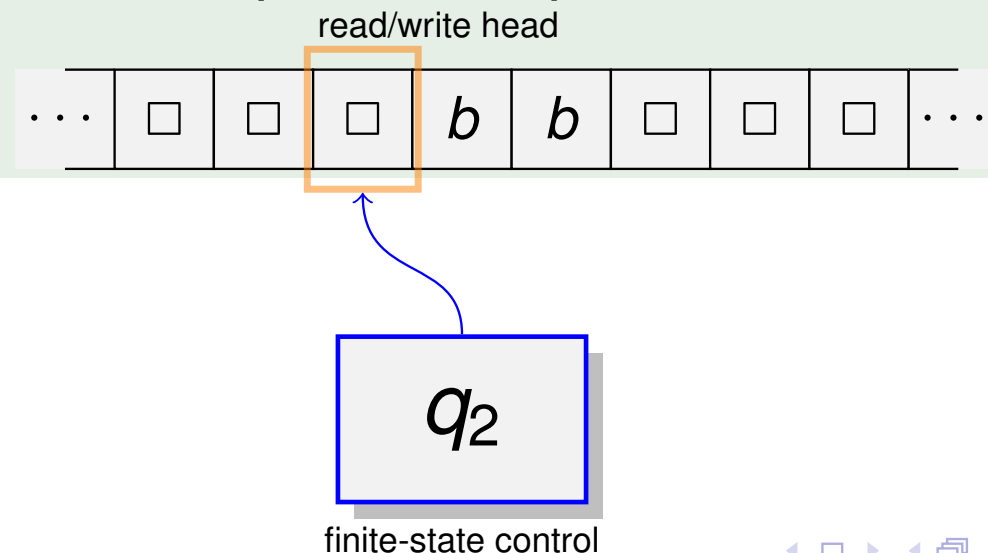 read/write head
··· □ □ □ b b □ □ □ ···
q₂
finite-state control